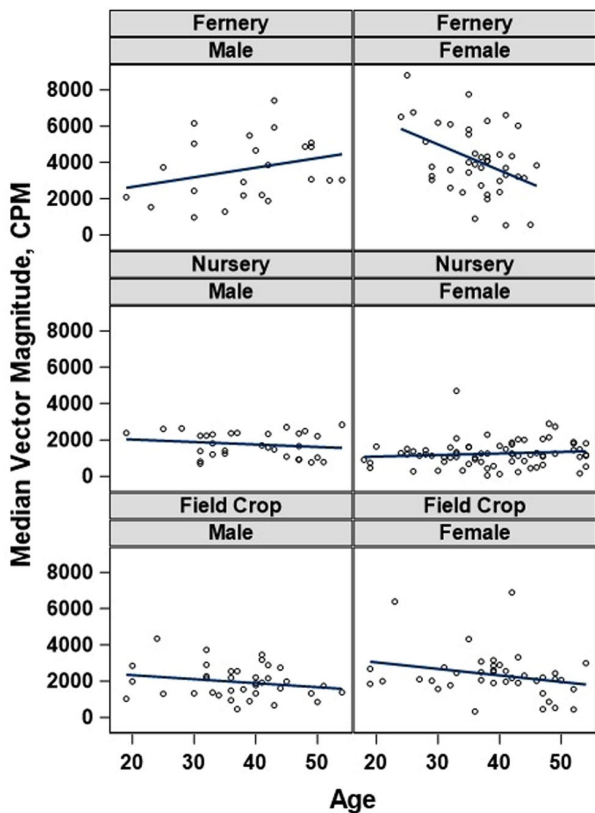 Fernery Fernery
Male Female
8000
6000
4000
2000
0
Nursery Nursery
Male Female
8000
6000
4000
2000
0
Field Crop Field Crop
Male Female
8000
6000
4000
2000
0
20 30 40 50 20 30 40 50
Age
Median Vector Magnitude, CPM